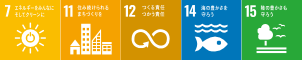 7 エネルギーをみんなに
そしてクリーンに
11 住み続けられる
まちづくりを
12 つくる責任
つかう責任
14 海の豊かさを
守ろう
15 陸の豊かさも
守ろう